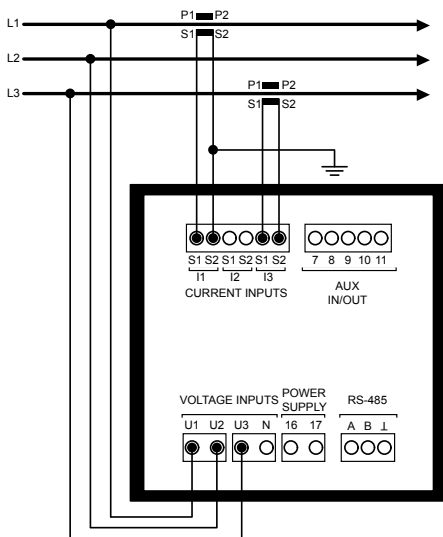 L1 P1 P2
S1 S2
L2
L3 P1 P2
S1 S2
S1 S2 S1 S2 S1 S2 7 8 9 10 11
I1 I2 I3 AUX
CURRENT INPUTS IN/OUT
VOLTAGE INPUTS POWER SUPPLY RS-485
U1 U2 U3 N 16 17 A B ⊥